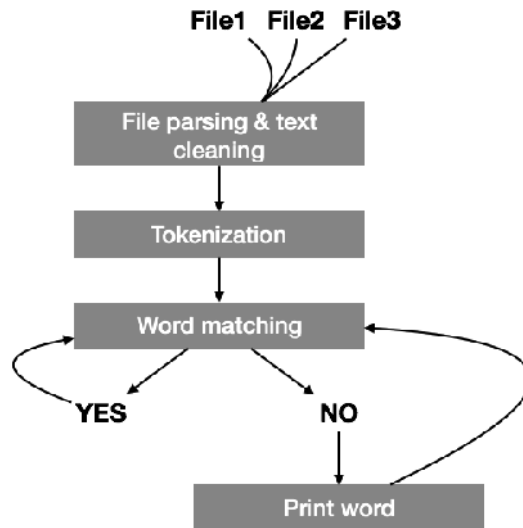 File1 File2 File3
File parsing & text
cleaning
Tokenization
Word matching
YES
NO
Print word